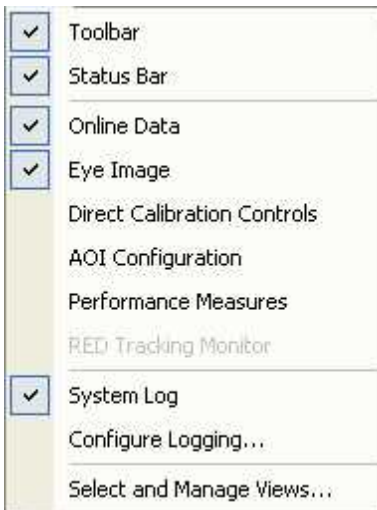 Toolbar
Status Bar
Online Data
Eye Image
Direct Calibration Controls
AOI Configuration
Performance Measures
RED Tracking Monitor
System Log
Configure Logging...
Select and Manage Views...